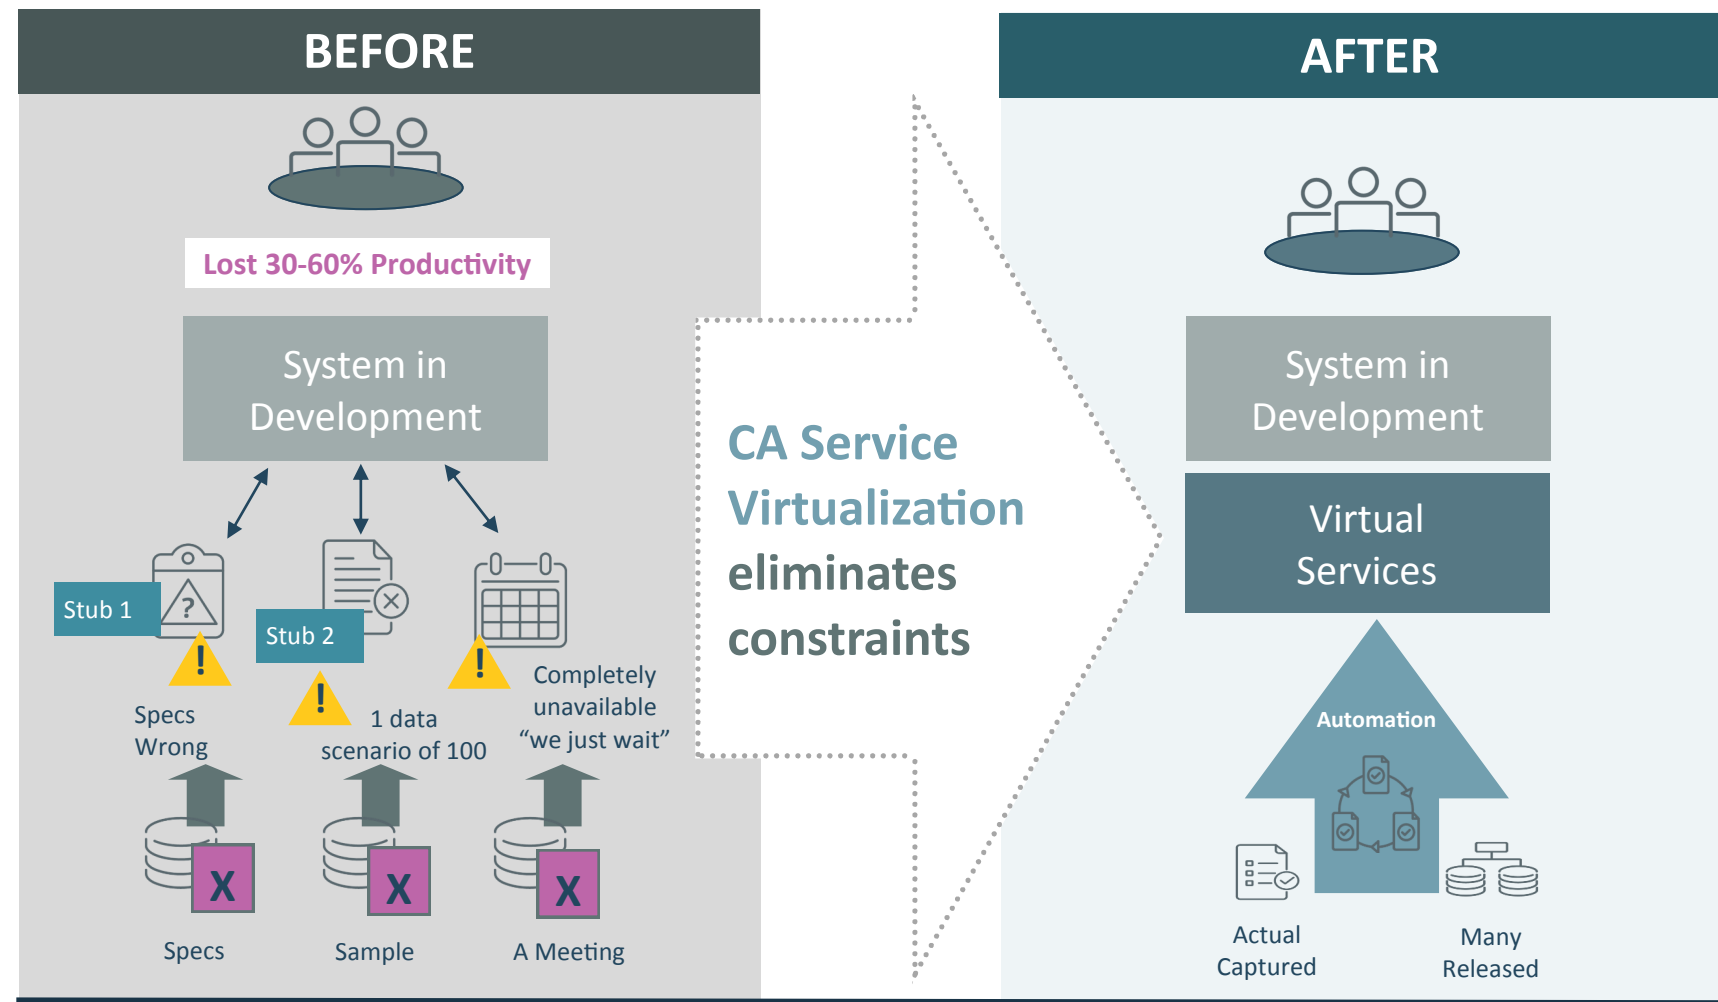 BEFORE
Lost 30-60% Productivity
System in
Development
Stub 1
?
!
Specs
Wrong
Stub 2
!
1 data
scenario of 100
!
Completely
unavailable
“we just wait”
X
Specs
X
Sample
X
A Meeting
CA Service
Virtualization
eliminates
constraints
AFTER
System in
Development
Virtual
Services
Automation
Actual
Captured
Many
Released